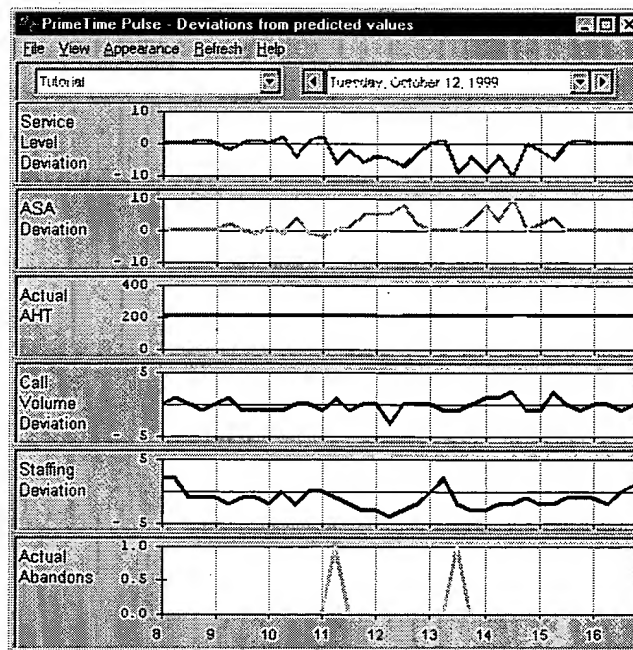 PrimeTime Pulse - Deviations from predicted values
File View Appearance Refresh Help
Tutorial Tuesday, October 12, 1999
Service Level Deviation
10
0
- 10
ASA Deviation
10
0
- 10
Actual AHT
400
200
0
Call Volume Deviation
5
- 5
Staffing Deviation
5
- 5
Actual Abandons
1.0
0.5
0.0
8 9 10 11 12 13 14 15 16